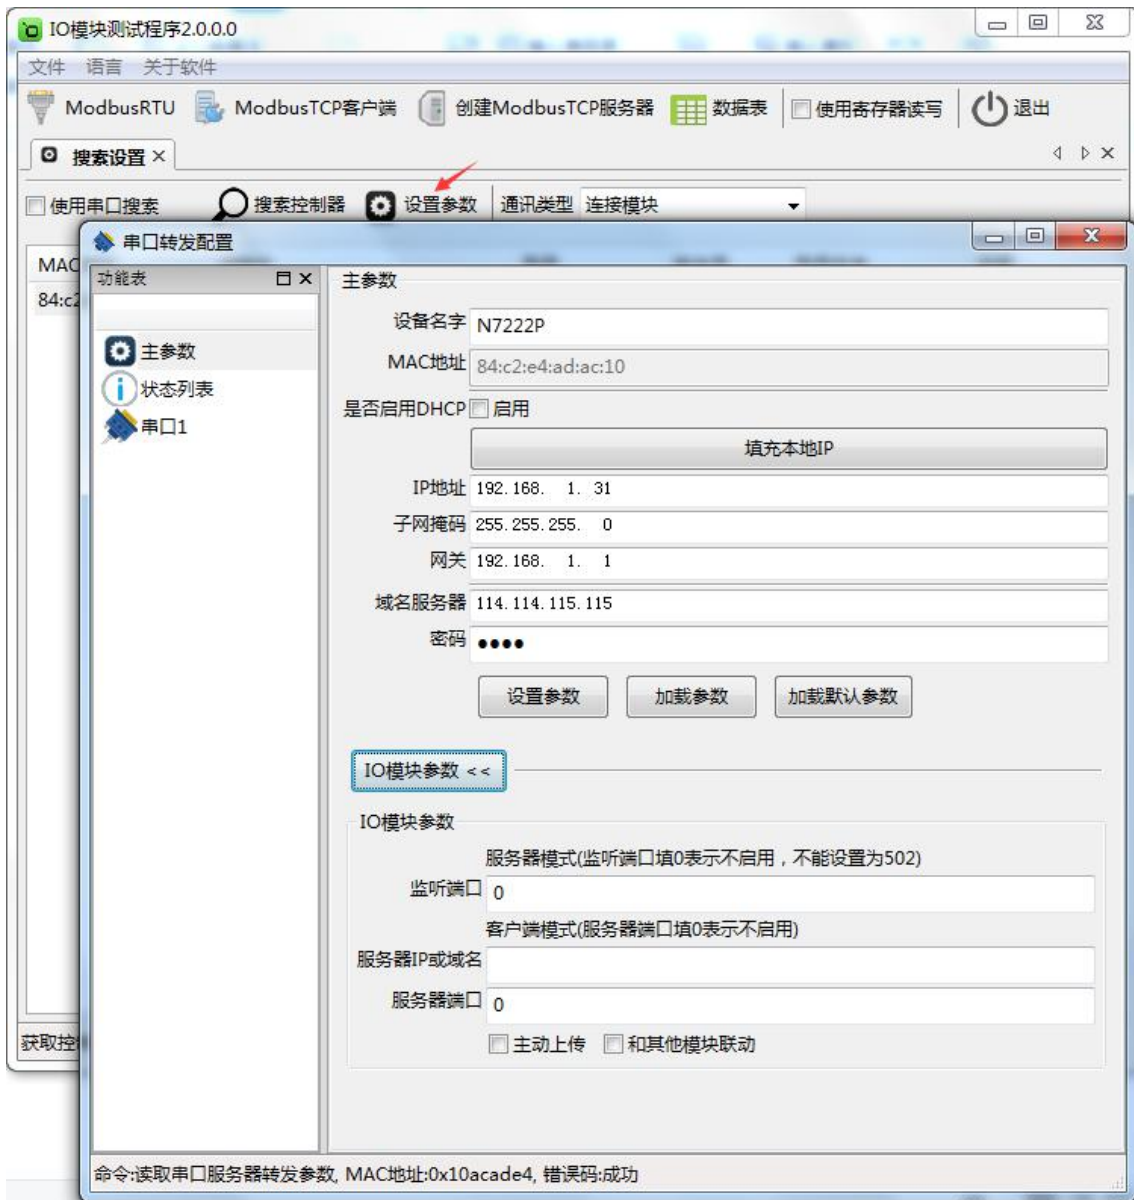 IO模块测试程序2.0.0.0
文件 语言 关于软件
ModbusRTU ModbusTCP客户端 创建ModbusTCP服务器 数据表 使用寄存器读写 退出
搜索设置
使用串口搜索 搜索控制器 设置参数 通讯类型 连接模块
串口转发配置
MAC
84:c2
功能表
主参数
状态列表
串口1
主参数
设备名字 N7222P
MAC地址 84:c2:e4:ad:ac:10
是否启用DHCP 启用
填充本地IP
IP地址 192.168. 1. 31
子网掩码 255.255.255. 0
网关 192.168. 1. 1
域名服务器 114.114.115.115
密码 ●●●●
设置参数 加载参数 加载默认参数
IO模块参数 <<
IO模块参数
服务器模式(监听端口填0表示不启用，不能设置为502)
监听端口 0
客户端模式(服务器端口填0表示不启用)
服务器IP或域名
服务器端口 0
主动上传 和其他模块联动
获取控
命令:读取串口服务器转发参数, MAC地址:0x10acade4, 错误码:成功